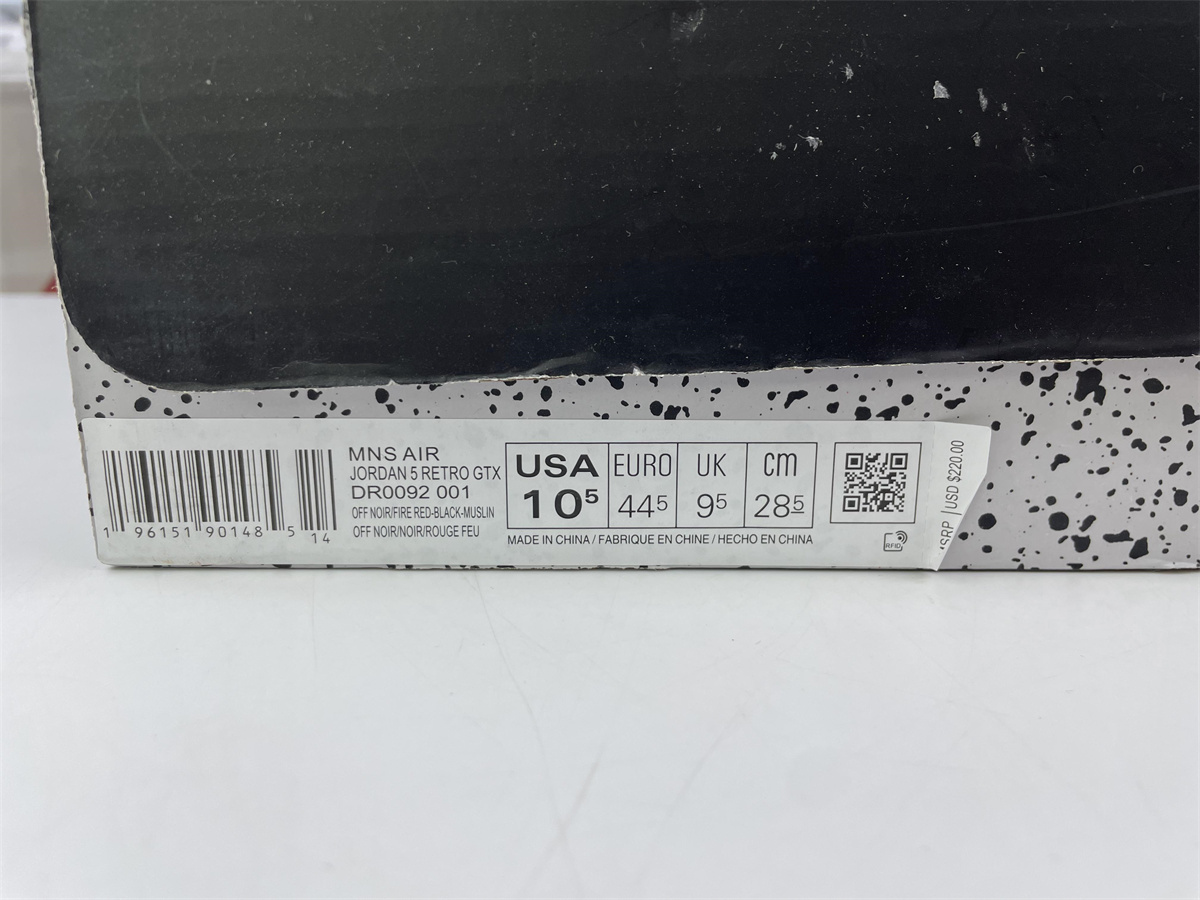 MNS AIR
JORDAN 5 RETRO GTX
DR0092 001
OFF NOIR/FIRE RED-BLACK-MUSLIN
OFF NOIR/NOIR/ROUGE FEU
1 96151 90148 5 14
USA EURO UK cm
10⁵ 44⁵ 9⁵ 28⁵
MADE IN CHINA / FABRIQUE EN CHINE / HECHO EN CHINA
RFID
USD $220.00